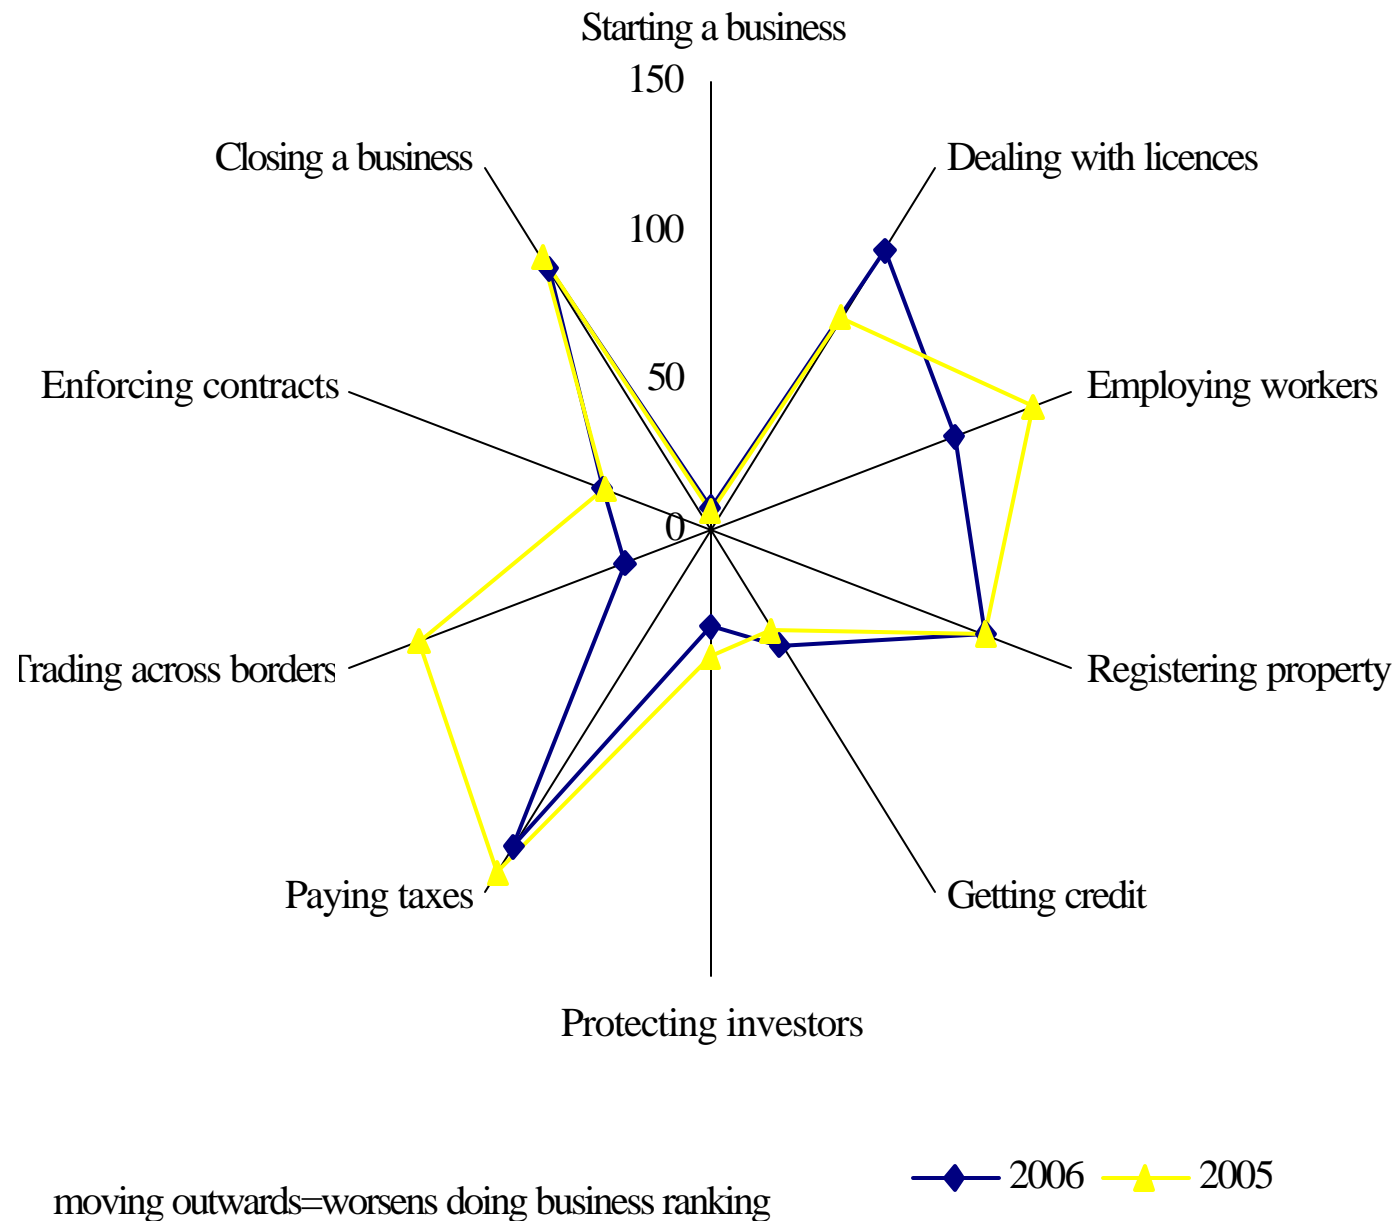 Starting a business
150
Closing a business
Dealing with licences
100
50
Enforcing contracts
Employing workers
0
Trading across borders
Registering property
Paying taxes
Getting credit
Protecting investors
2006
2005
moving outwards=worsens doing business ranking